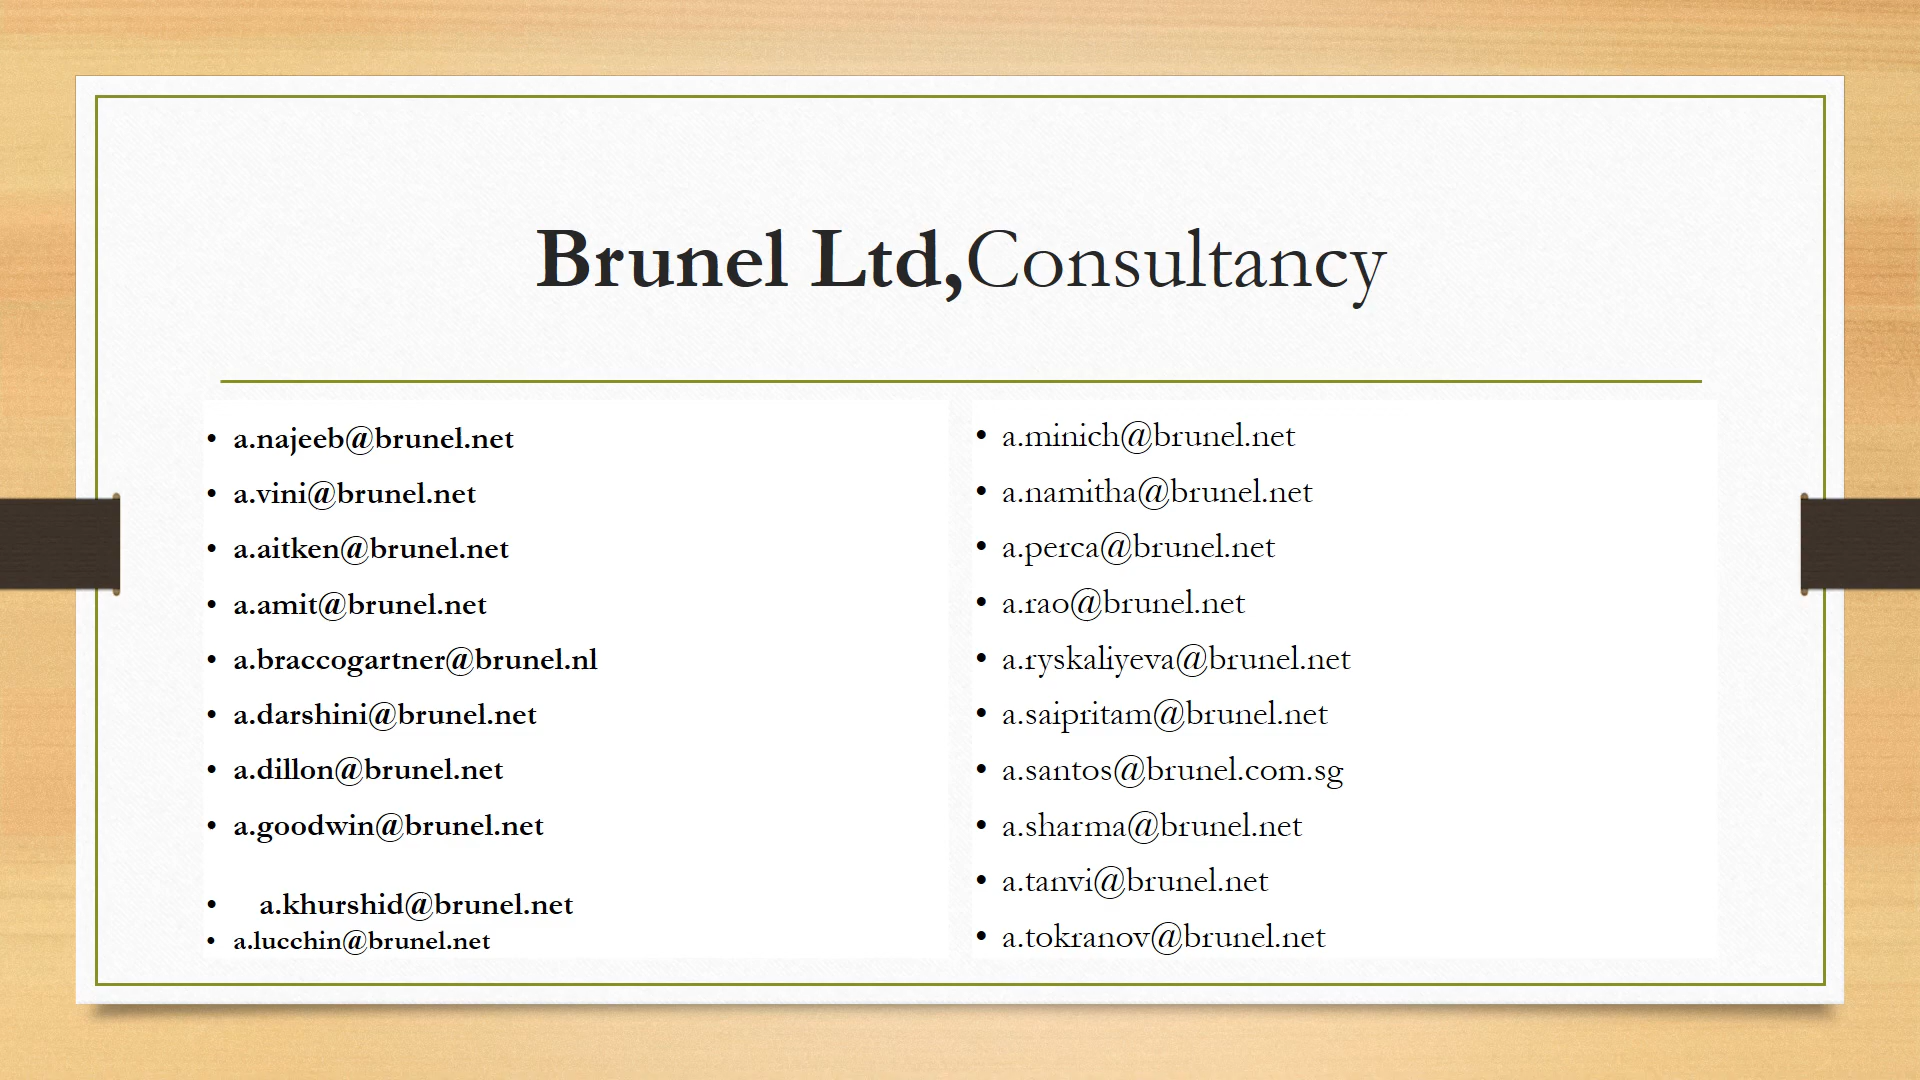 Brunel Ltd,Consultancy
• a.najeeb@brunel.net
• a.vini@brunel.net
• a.aitken@brunel.net
• a.amit@brunel.net
• a.braccogartner@brunel.nl
• a.darshini@brunel.net
• a.dillon@brunel.net
• a.goodwin@brunel.net
• a.khurshid@brunel.net
• a.lucchin@brunel.net
• a.minich@brunel.net
• a.namitha@brunel.net
• a.perca@brunel.net
• a.rao@brunel.net
• a.ryskaliyeva@brunel.net
• a.saipritam@brunel.net
• a.santos@brunel.com.sg
• a.sharma@brunel.net
• a.tanvi@brunel.net
• a.tokranov@brunel.net